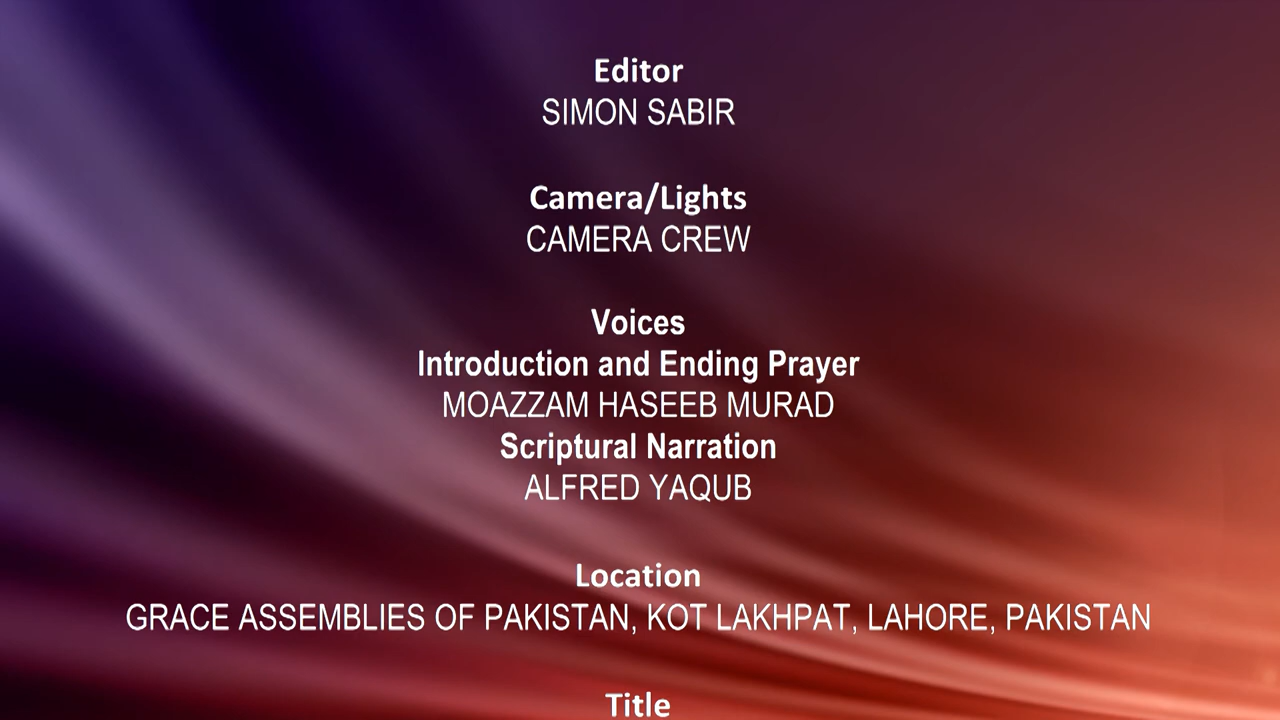 Editor
SIMON SABIR
Camera/Lights
CAMERA CREW
Voices
Introduction and Ending Prayer
MOAZZAM HASEEB MURAD
Scriptural Narration
ALFRED YAQUB
Location
GRACE ASSEMBLIES OF PAKISTAN, KOT LAKHPAT, LAHORE, PAKISTAN
Title